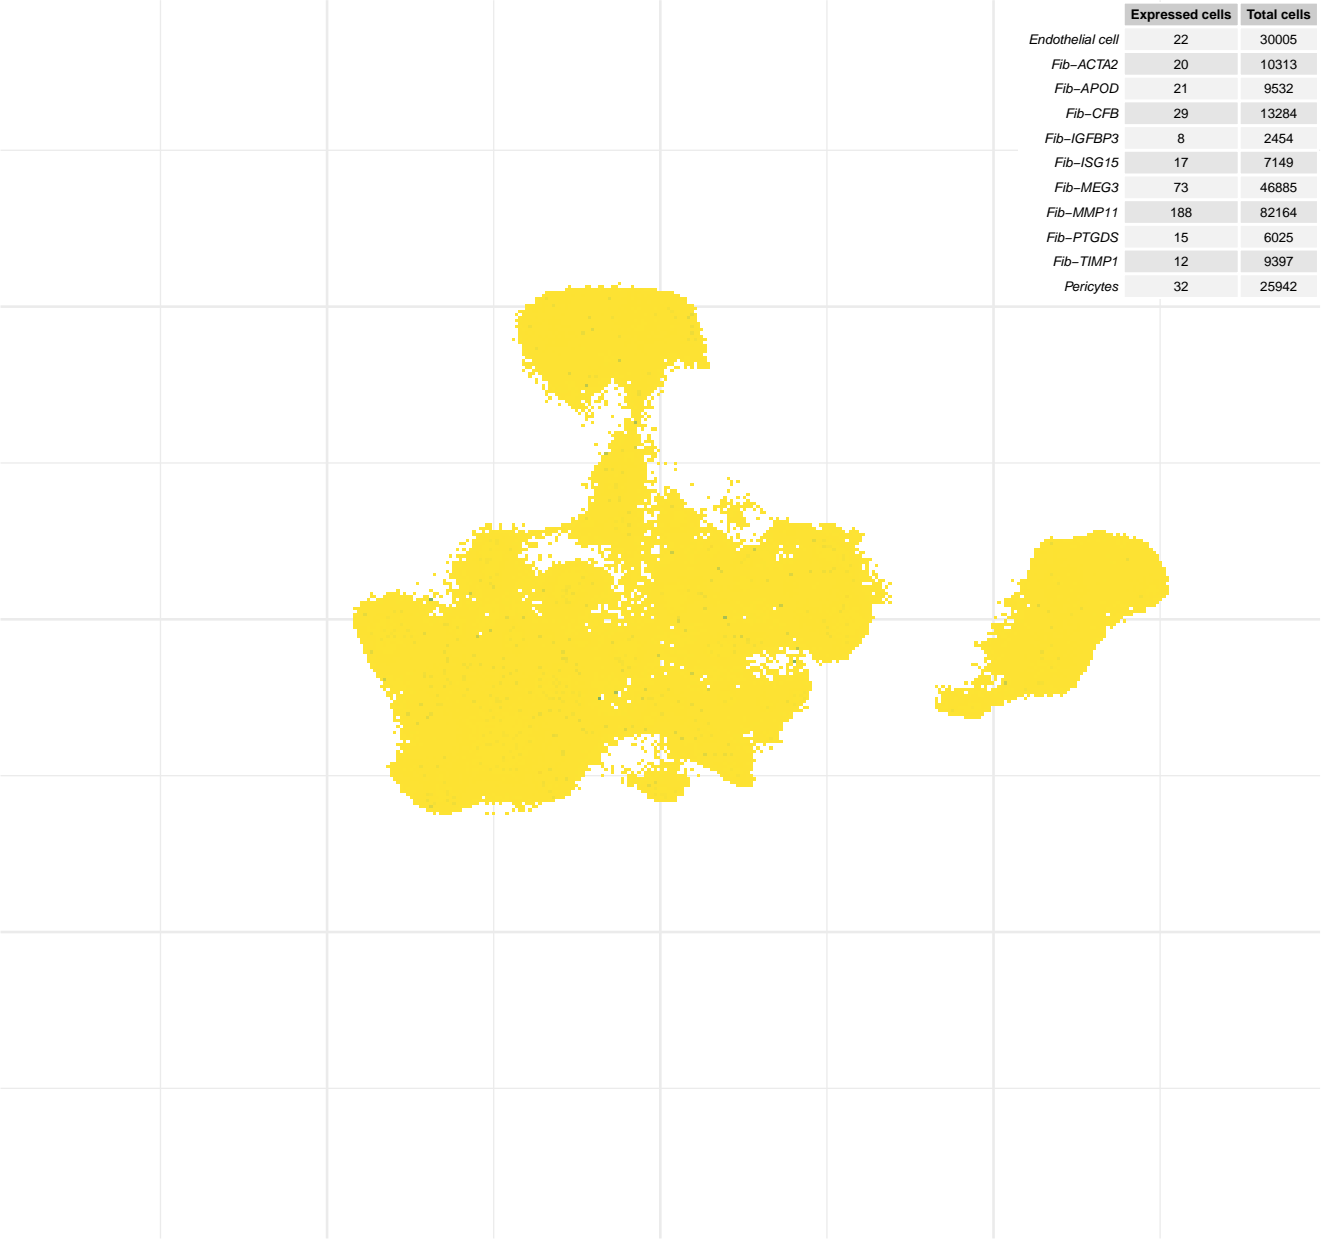 Expressed cells Total cells
Endothelial cell 22 30005
Fib−ACTA2 20 10313
Fib−APOD 21 9532
Fib−CFB 29 13284
Fib−IGFBP3 8 2454
Fib−ISG15 17 7149
Fib−MEG3 73 46885
Fib−MMP11 188 82164
Fib−PTGDS 15 6025
Fib−TIMP1 12 9397
Pericytes 32 25942